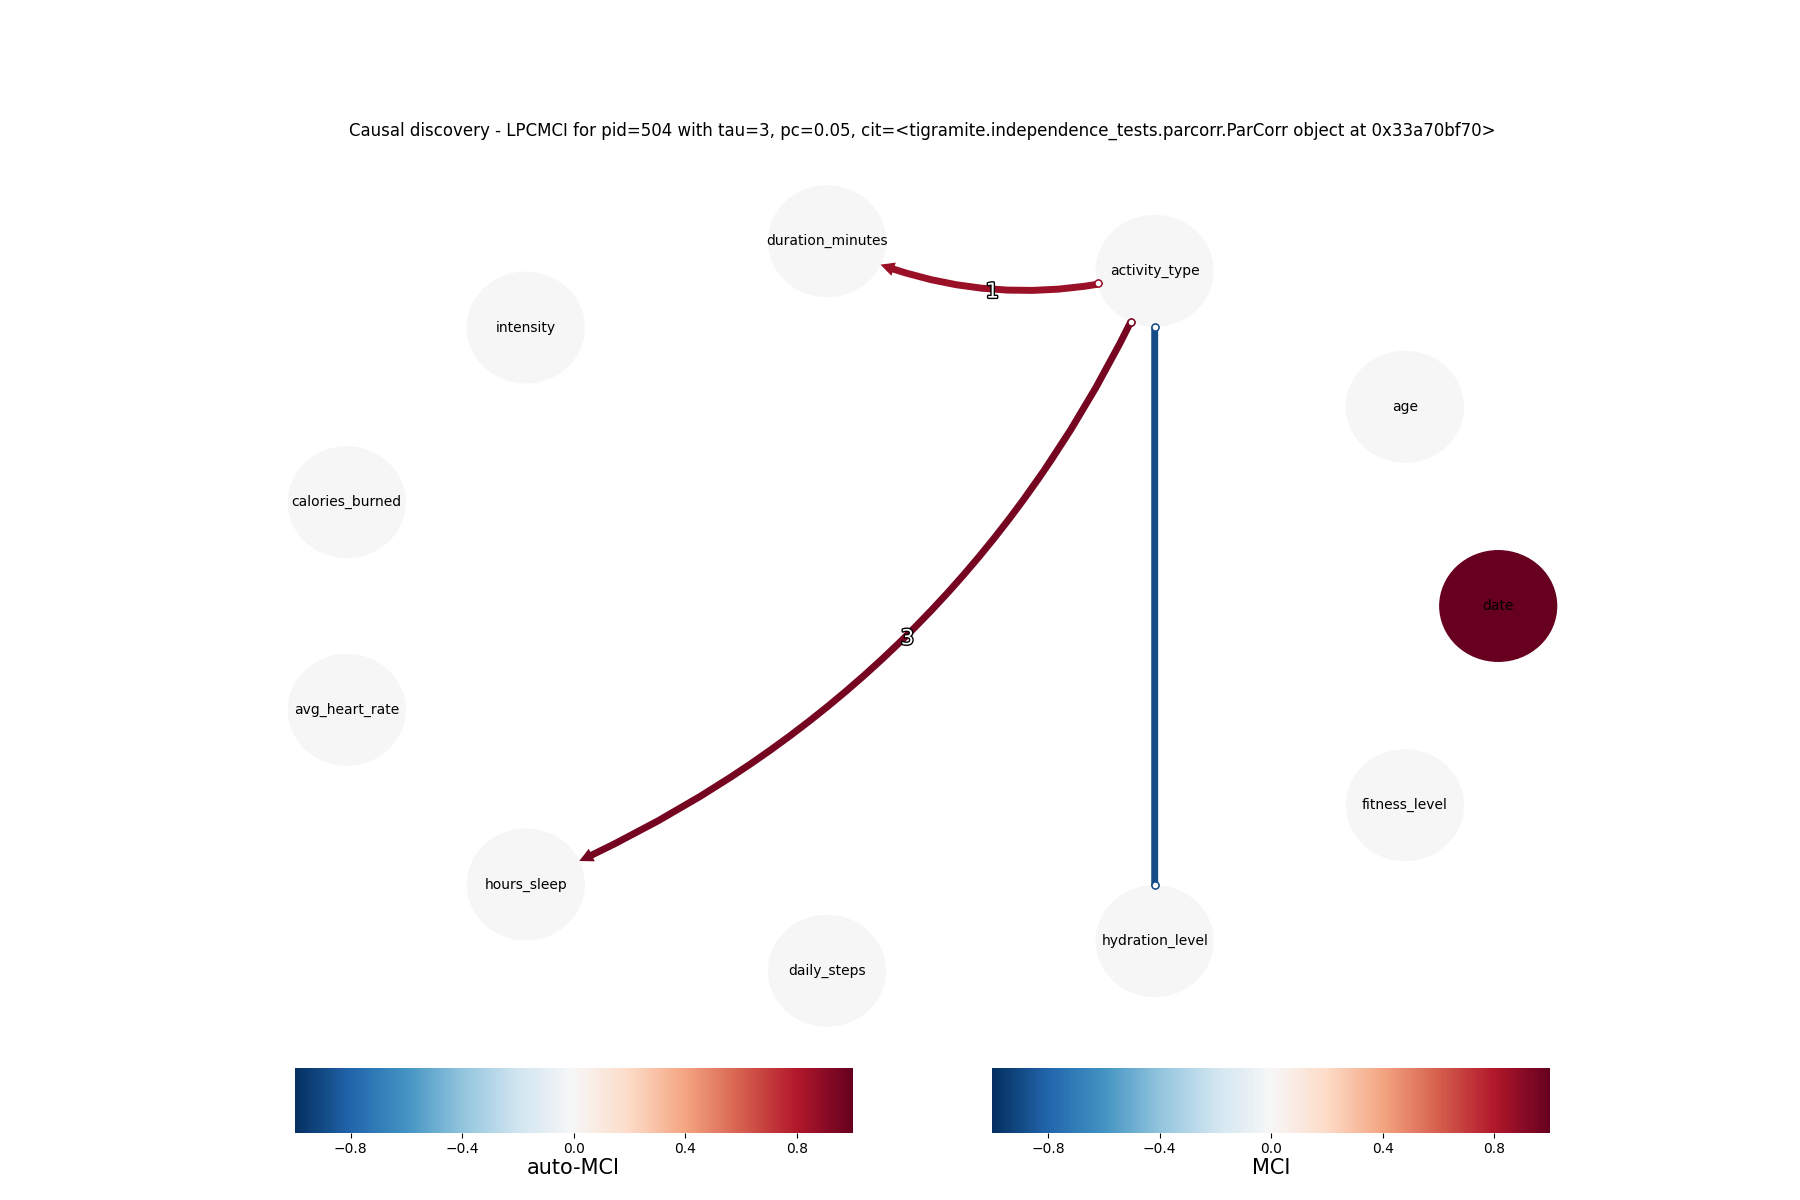 Causal discovery - LPCMCI for pid=504 with tau=3, pc=0.05, cit=<tigramite.independence_tests.parcorr.ParCorr object at 0x33a70bf70>
duration_minutes
activity_type
1
intensity
age
calories_burned
date
3
avg_heart_rate
fitness_level
hours_sleep
hydration_level
daily_steps
−0.8 −0.4 0.0 0.4 0.8
auto-MCI
−0.8 −0.4 0.0 0.4 0.8
MCI